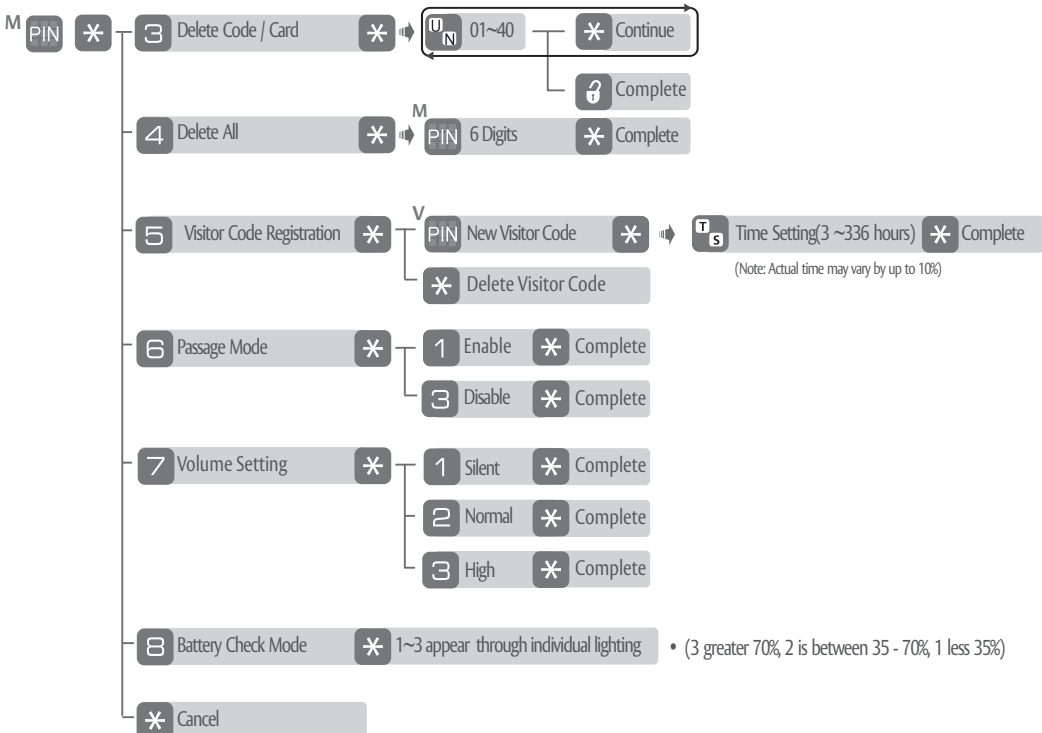 M PIN * 3 Delete Code / Card * U N 01~40 * Continue
Complete
4 Delete All * M PIN 6 Digits * Complete
5 Visitor Code Registration * V PIN New Visitor Code * T S Time Setting(3 ~336 hours) * Complete
(Note: Actual time may vary by up to 10%)
* Delete Visitor Code
6 Passage Mode * 1 Enable * Complete
3 Disable * Complete
7 Volume Setting * 1 Silent * Complete
2 Normal * Complete
3 High * Complete
8 Battery Check Mode * 1~3 appear through individual lighting • (3 greater 70%, 2 is between 35 - 70%, 1 less 35%)
* Cancel